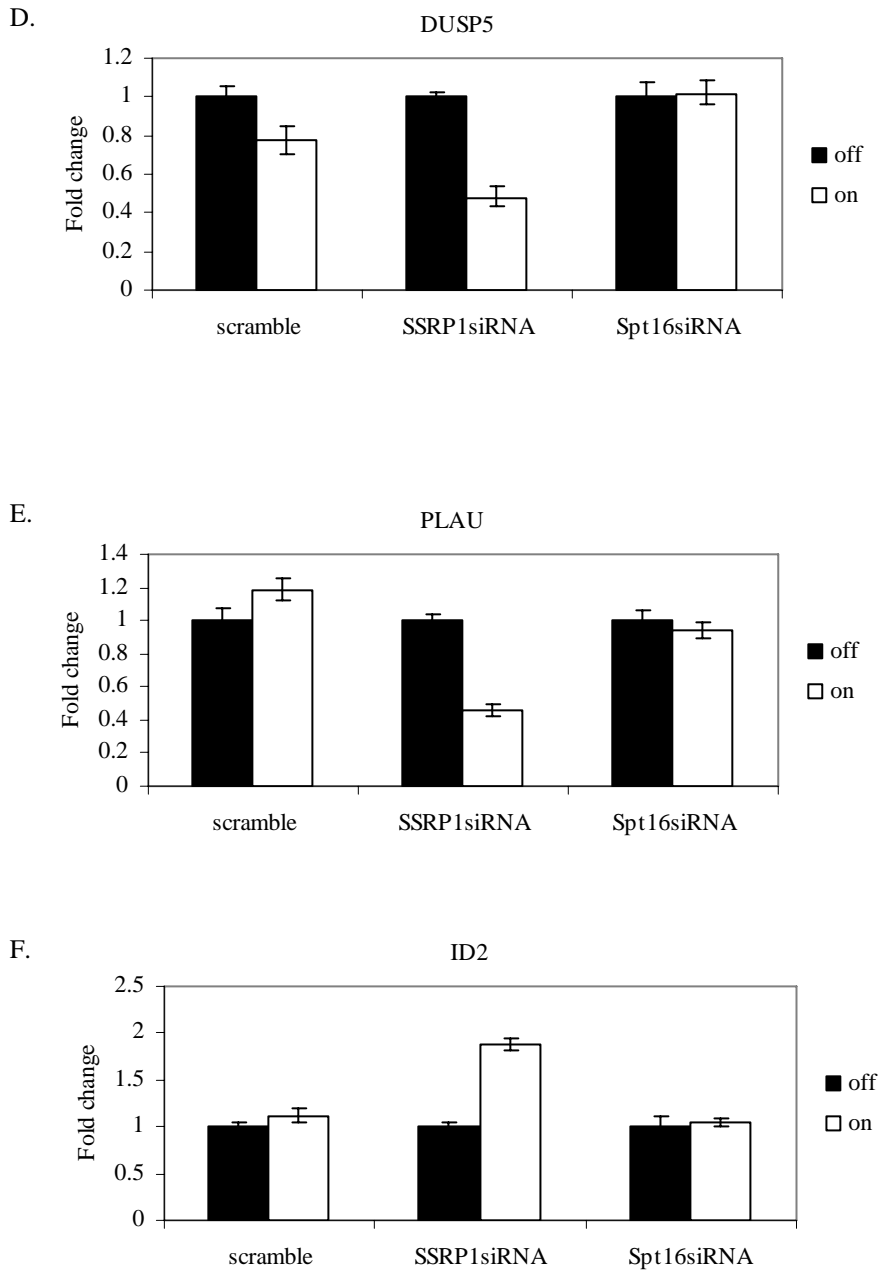 D.
DUSP5
1.2
1
0.8
0.6
0.4
0.2
0
Fold change
off
on
scramble SSRP1siRNA Spt16siRNA
E.
PLAU
1.4
1.2
1
0.8
0.6
0.4
0.2
0
Fold change
off
on
scramble SSRP1siRNA Spt16siRNA
F.
ID2
2.5
2
1.5
1
0.5
0
Fold change
off
on
scramble SSRP1siRNA Spt16siRNA